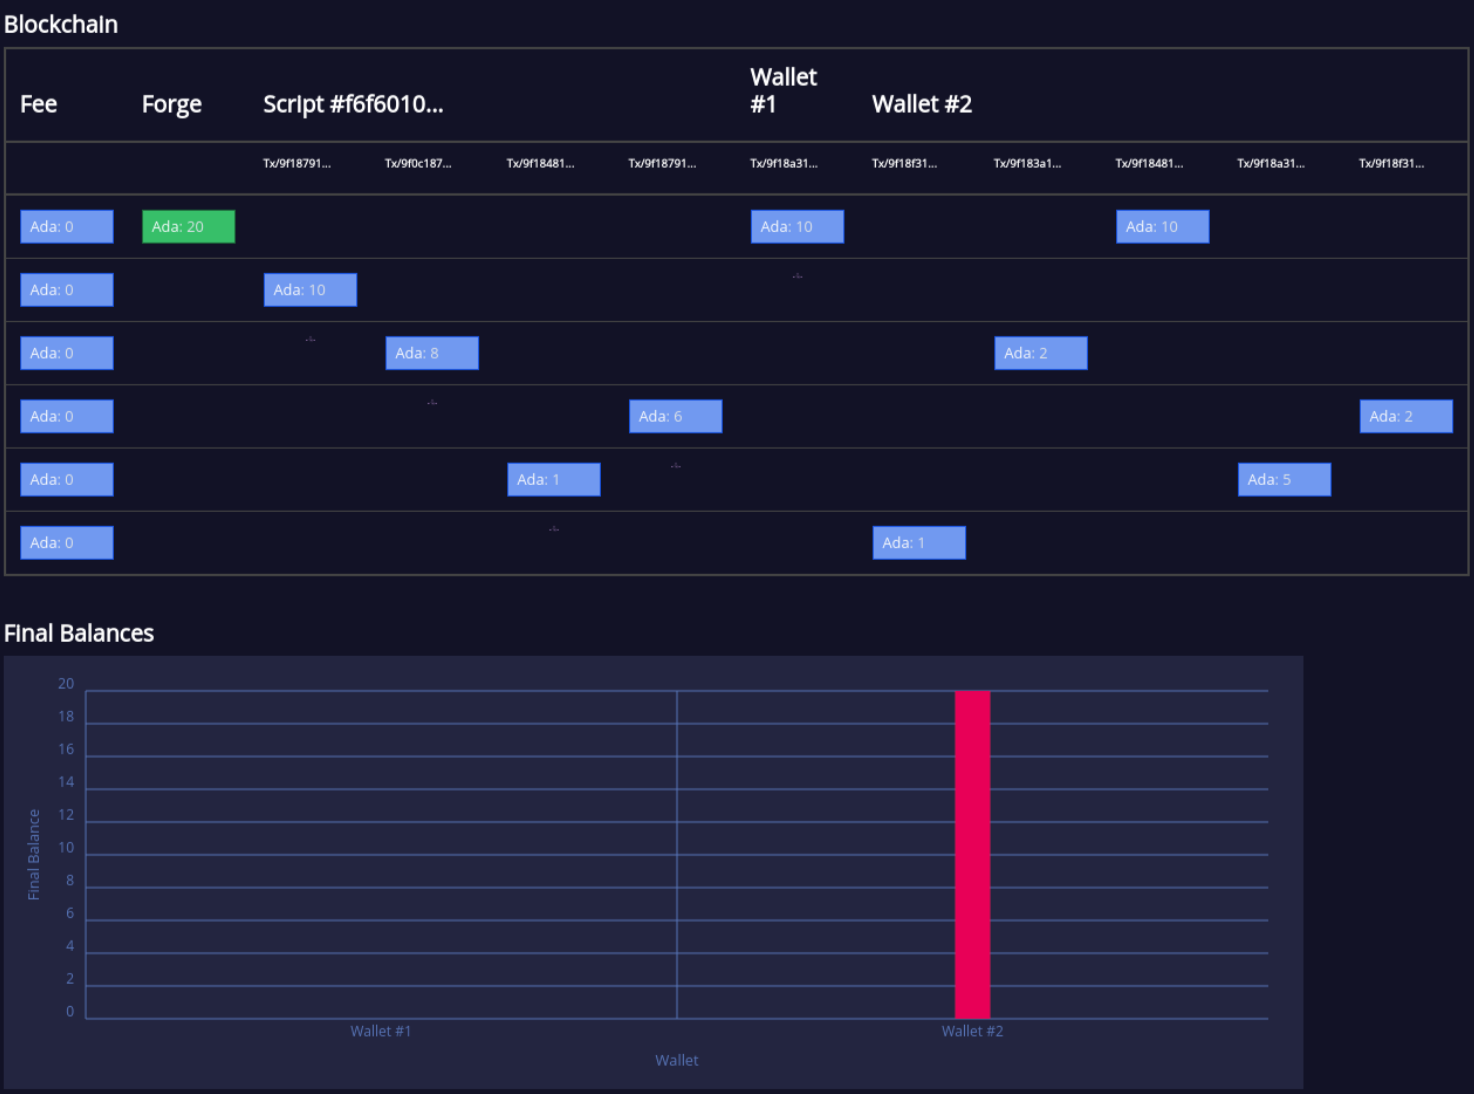 Blockchain
Fee Forge Script #f6f6010... Wallet #1 Wallet #2
Tx/9f18791... Tx/9f0c187... Tx/9f18481... Tx/9f18791... Tx/9f18a31... Tx/9f18f31... Tx/9f183a1... Tx/9f18481... Tx/9f18a31... Tx/9f18f31...
Ada: 0 Ada: 20 Ada: 10 Ada: 10
Ada: 0 Ada: 10
Ada: 0 Ada: 8 Ada: 2
Ada: 0 Ada: 6 Ada: 2
Ada: 0 Ada: 1 Ada: 5
Ada: 0 Ada: 1
Final Balances
20
18
16
14
12
10
8
6
4
2
0
Final Balance
Wallet #1 Wallet #2
Wallet